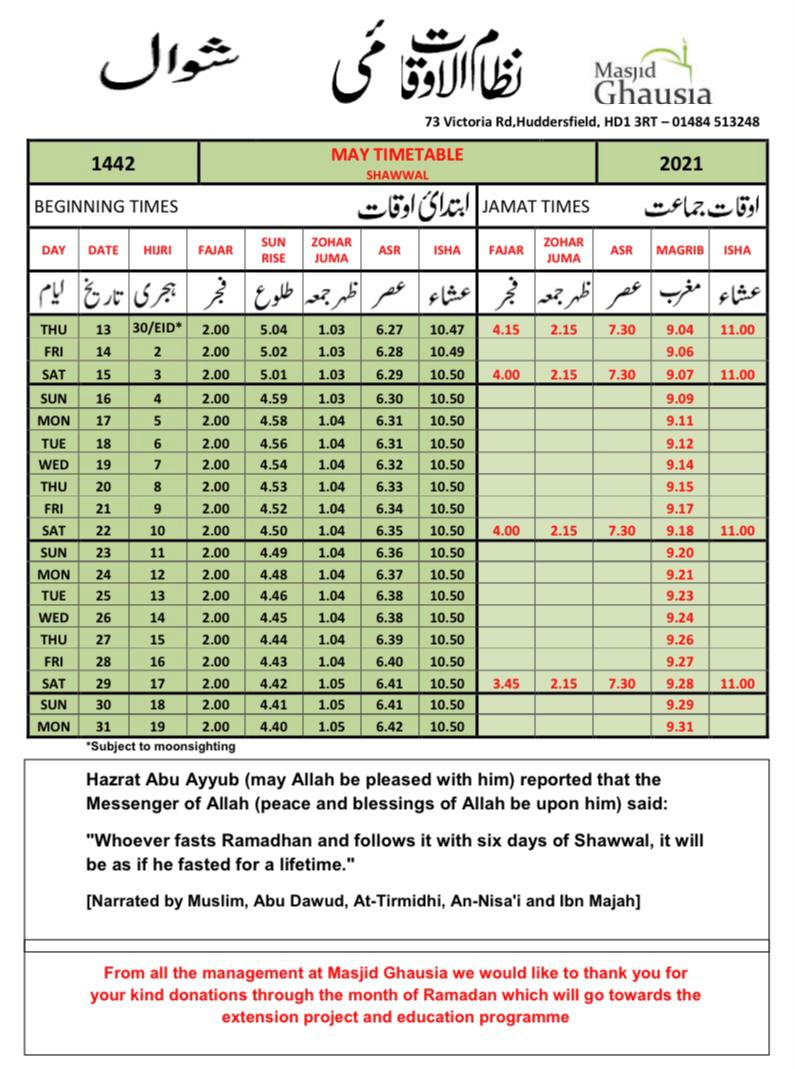 شوال
نظام الاوقات
Masjid
Ghausia
73 Victoria Rd,Huddersfield, HD1 3RT – 01484 513248
1442 MAY TIMETABLE 2021
SHAWWAL
BEGINNING TIMES ابتدائی اوقات JAMAT TIMES اوقات جماعت
DAY DATE HIJRI FAJAR SUN RISE ZOHAR JUMA ASR ISHA FAJAR ZOHAR JUMA ASR MAGRIB ISHA
ایام تاریخ ہجری فجر طلوع ظہر جمعہ عصر عشاء فجر ظہر جمعہ عصر مغرب عشاء
THU 13 30/EID* 2.00 5.04 1.03 6.27 10.47 4.15 2.15 7.30 9.04 11.00
FRI 14 2 2.00 5.02 1.03 6.28 10.49 9.06
SAT 15 3 2.00 5.01 1.03 6.29 10.50 4.00 2.15 7.30 9.07 11.00
SUN 16 4 2.00 4.59 1.03 6.30 10.50 9.09
MON 17 5 2.00 4.58 1.04 6.31 10.50 9.11
TUE 18 6 2.00 4.56 1.04 6.31 10.50 9.12
WED 19 7 2.00 4.54 1.04 6.32 10.50 9.14
THU 20 8 2.00 4.53 1.04 6.33 10.50 9.15
FRI 21 9 2.00 4.52 1.04 6.34 10.50 9.17
SAT 22 10 2.00 4.50 1.04 6.35 10.50 4.00 2.15 7.30 9.18 11.00
SUN 23 11 2.00 4.49 1.04 6.36 10.50 9.20
MON 24 12 2.00 4.48 1.04 6.37 10.50 9.21
TUE 25 13 2.00 4.46 1.04 6.38 10.50 9.23
WED 26 14 2.00 4.45 1.04 6.38 10.50 9.24
THU 27 15 2.00 4.44 1.04 6.39 10.50 9.26
FRI 28 16 2.00 4.43 1.04 6.40 10.50 9.27
SAT 29 17 2.00 4.42 1.05 6.41 10.50 3.45 2.15 7.30 9.28 11.00
SUN 30 18 2.00 4.41 1.05 6.41 10.50 9.29
MON 31 19 2.00 4.40 1.05 6.42 10.50 9.31
*Subject to moonsighting
Hazrat Abu Ayyub (may Allah be pleased with him) reported that the
Messenger of Allah (peace and blessings of Allah be upon him) said:
"Whoever fasts Ramadhan and follows it with six days of Shawwal, it will
be as if he fasted for a lifetime."
[Narrated by Muslim, Abu Dawud, At-Tirmidhi, An-Nisa'i and Ibn Majah]
From all the management at Masjid Ghausia we would like to thank you for
your kind donations through the month of Ramadan which will go towards the
extension project and education programme